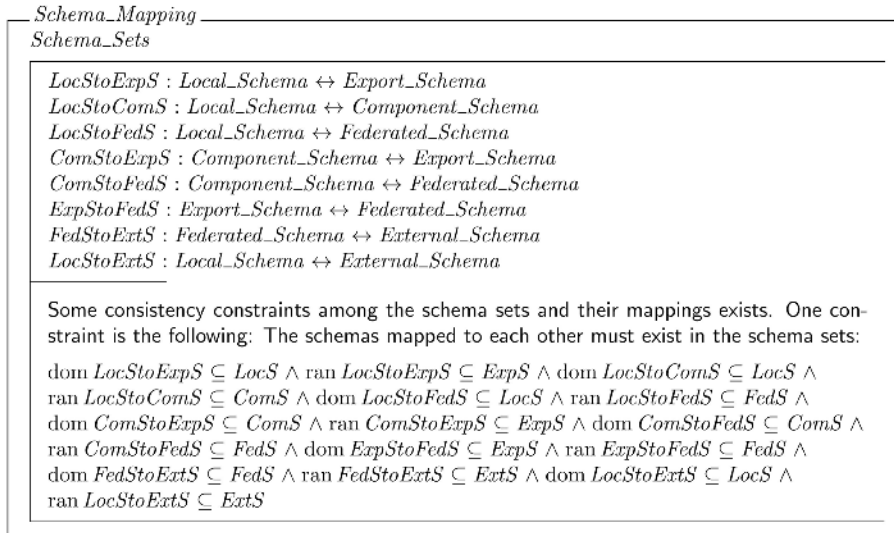 Schema_Mapping
Schema_Sets
LocStoExpS : Local_Schema ↔ Export_Schema
LocStoComS : Local_Schema ↔ Component_Schema
LocStoFedS : Local_Schema ↔ Federated_Schema
ComStoExpS : Component_Schema ↔ Export_Schema
ComStoFedS : Component_Schema ↔ Federated_Schema
ExpStoFedS : Export_Schema ↔ Federated_Schema
FedStoExtS : Federated_Schema ↔ External_Schema
LocStoExtS : Local_Schema ↔ External_Schema
Some consistency constraints among the schema sets and their mappings exists. One con-
straint is the following: The schemas mapped to each other must exist in the schema sets:
dom LocStoExpS ⊆ LocS ∧ ran LocStoExpS ⊆ ExpS ∧ dom LocStoComS ⊆ LocS ∧
ran LocStoComS ⊆ ComS ∧ dom LocStoFedS ⊆ LocS ∧ ran LocStoFedS ⊆ FedS ∧
dom ComStoExpS ⊆ ComS ∧ ran ComStoExpS ⊆ ExpS ∧ dom ComStoFedS ⊆ ComS ∧
ran ComStoFedS ⊆ FedS ∧ dom ExpStoFedS ⊆ ExpS ∧ ran ExpStoFedS ⊆ FedS ∧
dom FedStoExtS ⊆ FedS ∧ ran FedStoExtS ⊆ ExtS ∧ dom LocStoExtS ⊆ LocS ∧
ran LocStoExtS ⊆ ExtS